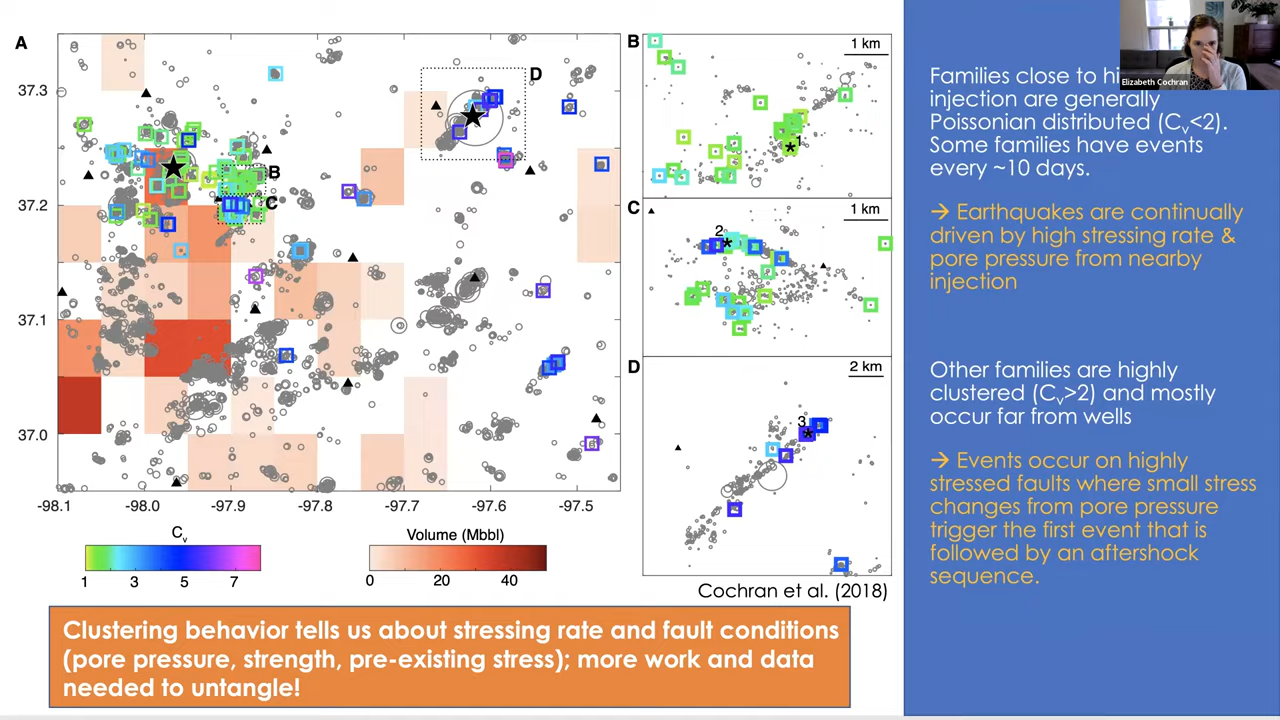 A
37.3
37.2
37.1
37.0
-98.1
-98.0
-97.9
-97.8
-97.7
-97.6
-97.5
D
B
C
Cv
1
3
5
7
Volume (Mbbl)
0
20
40
B
1 km
1
C
1 km
2
D
2 km
3
Cochran et al. (2018)
Clustering behavior tells us about stressing rate and fault conditions
(pore pressure, strength, pre-existing stress); more work and data
needed to untangle!
Elizabeth Cochran
Families close to hi
injection are generally
Poissonian distributed (Cv<2).
Some families have events
every ~10 days.
→ Earthquakes are continually
driven by high stressing rate &
pore pressure from nearby
injection
Other families are highly
clustered (Cv>2) and mostly
occur far from wells
→ Events occur on highly
stressed faults where small stress
changes from pore pressure
trigger the first event that is
followed by an aftershock
sequence.